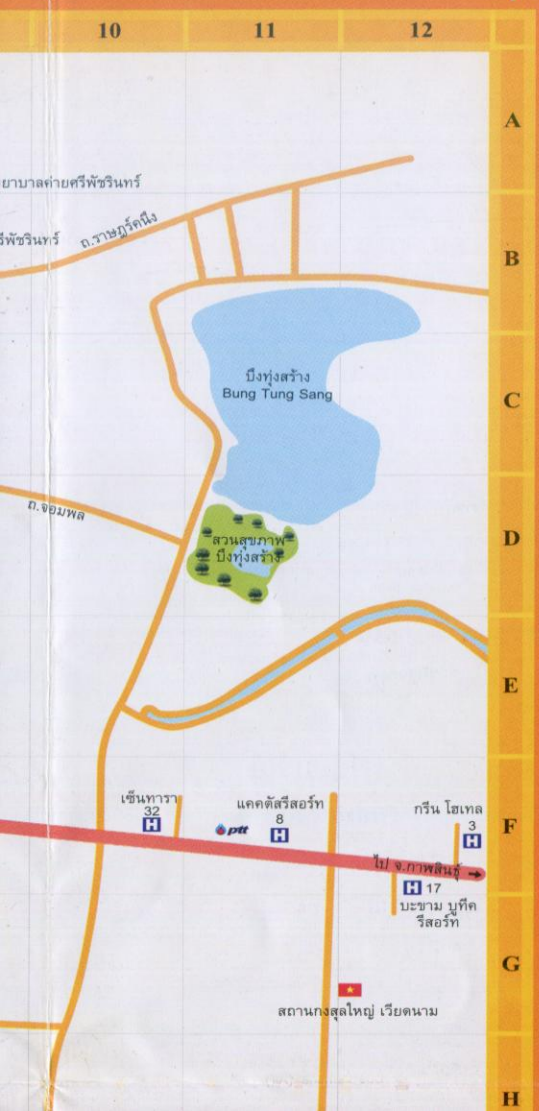 10 11 12
A
ยาบาลค่ายศรีพัชรินทร์
รีพัชรินทร์
ถ.ราษฎร์คนึง
B
บึงทุ่งสร้าง
Bung Tung Sang
C
ถ.จอมพล
สวนสุขภาพ
บึงทุ่งสร้าง
D
E
เซ็นทารา
32
H
ptt
แคคตัสรีสอร์ท
8
H
กรีน โฮเทล
3
H
F
ไป จ.กาฬสินธุ์
H 17
บะขาม บูทีค
รีสอร์ท
G
สถานกงสุลใหญ่ เวียดนาม
H